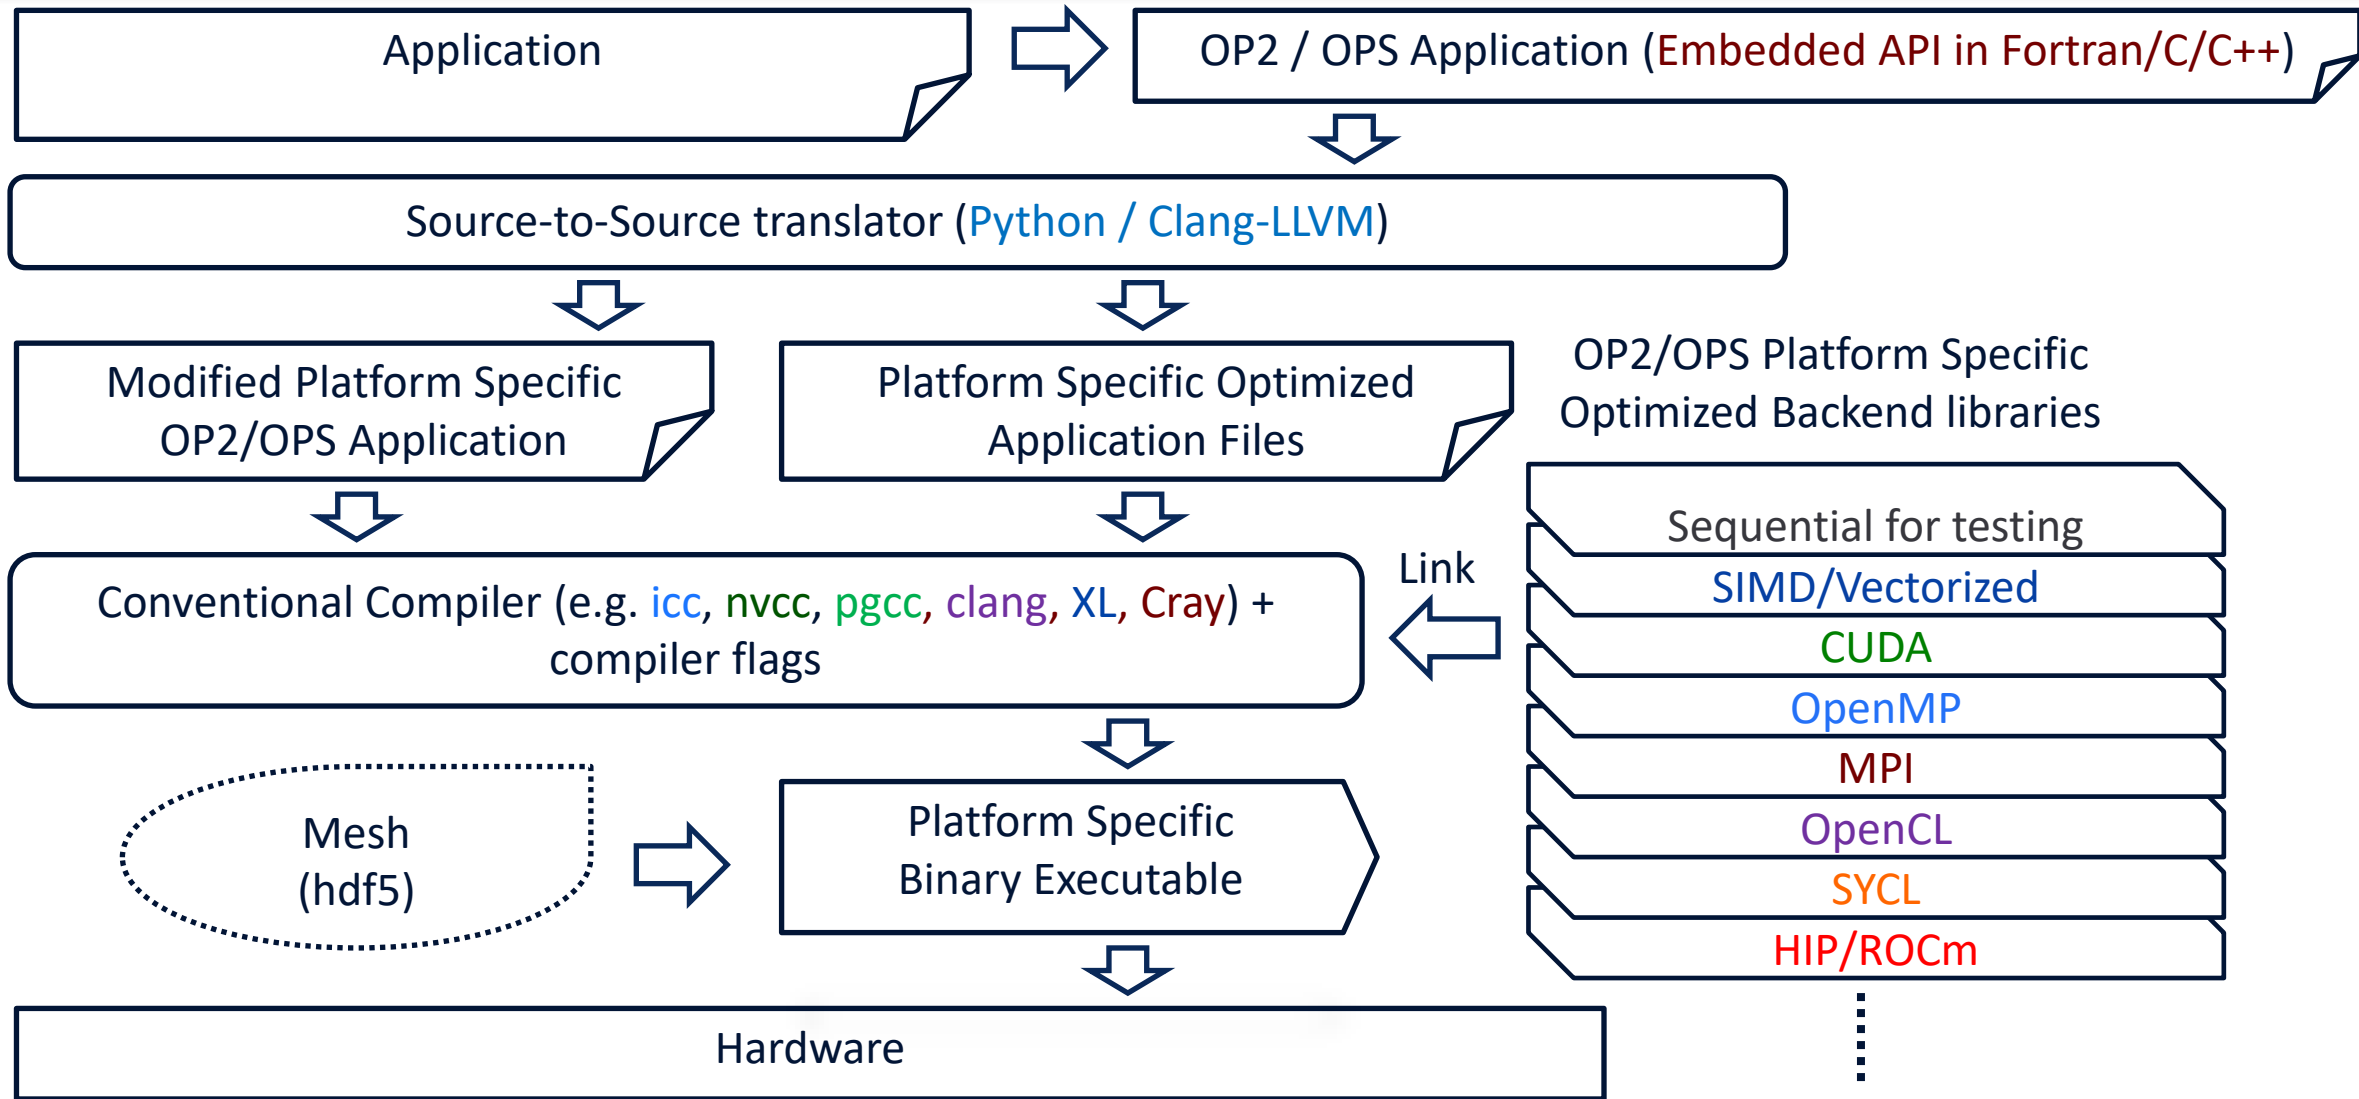 Application
OP2 / OPS Application (Embedded API in Fortran/C/C++)
Source-to-Source translator (Python / Clang-LLVM)
Modified Platform Specific
OP2/OPS Application
Platform Specific Optimized
Application Files
OP2/OPS Platform Specific
Optimized Backend libraries
Sequential for testing
SIMD/Vectorized
CUDA
OpenMP
MPI
OpenCL
SYCL
HIP/ROCm
Link
Conventional Compiler (e.g. icc, nvcc, pgcc, clang, XL, Cray) +
compiler flags
Mesh
(hdf5)
Platform Specific
Binary Executable
Hardware